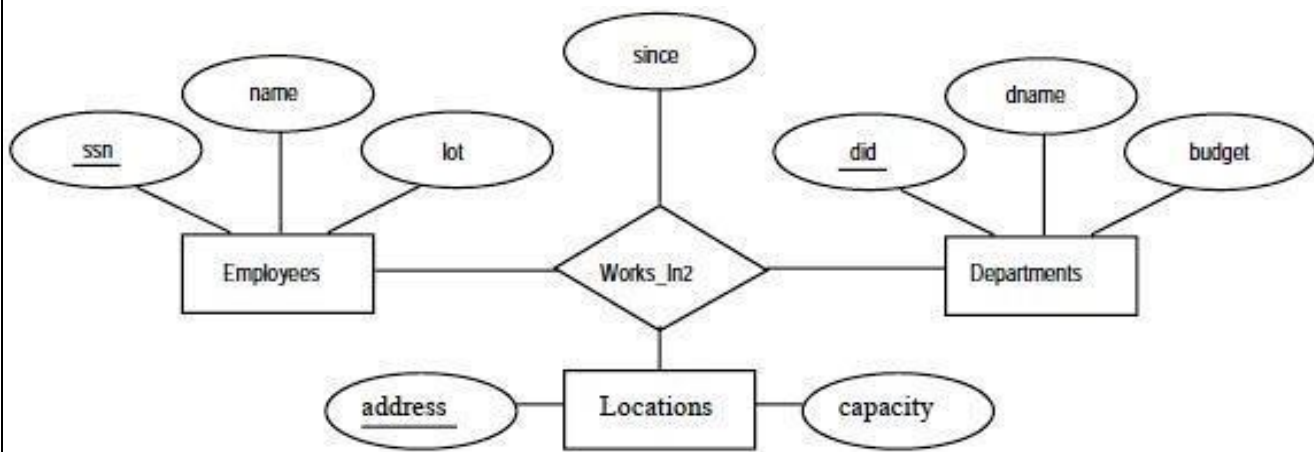 since
name
dname
ssn
lot
did
budget
Employees
Works_In2
Departments
address
Locations
capacity